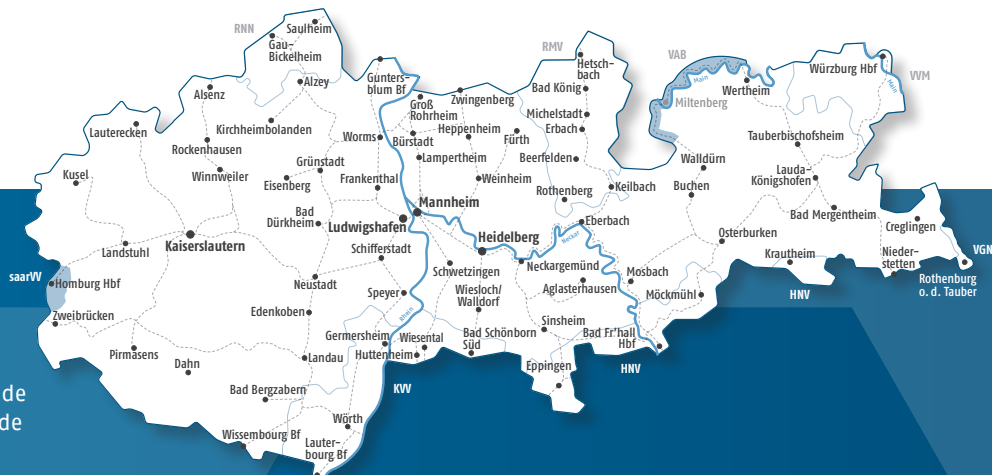 RNN
Saulheim
Gau-
Bickelheim
Alzey
Alsenz
Lauterecken
Kirchheimbolanden
Rockenhausen
Kusel
Winnweiler
Grünstadt
Eisenberg
Bad
Dürkheim
Kaiserslautern
Landstuhl
saarVV
Homburg Hbf
Zweibrücken
Pirmasens
Dahn
Bad Bergzabern
Wissembourg Bf
Lauter-
bourg Bf
Wörth
Landau
Edenkoben
Neustadt
Germersheim
Speyer
Schifferstadt
Ludwigshafen
Frankenthal
Worms
Gunters-
blum Bf
Groß
Rohrheim
Zwingenberg
Bürstadt
Heppenheim
Lampertheim
Fürth
Weinheim
Mannheim
Heidelberg
Schwetzingen
Wiesloch/
Walldorf
Rhein
Wiesental
Huttenheim
Bad Schönborn
Süd
KVV
RMV
Hetsch-
bach
Bad König
Michelstadt
Erbach
Beerfelden
Rothenberg
Keilbach
Eberbach
Neckar
Neckargemünd
Aglasterhausen
Mosbach
Sinsheim
Bad Fr'hall
Hbf
Eppingen
HNV
Möckmühl
Osterburken
Buchen
Walldürn
VAB
Main
Miltenberg
Wertheim
Würzburg Hbf
Main
VVM
Tauberbischofsheim
Lauda-
Königshofen
Bad Mergentheim
Krautheim
HNV
Creglingen
Nieder-
stetten
VGN
Rothenburg
o. d. Tauber
de
de